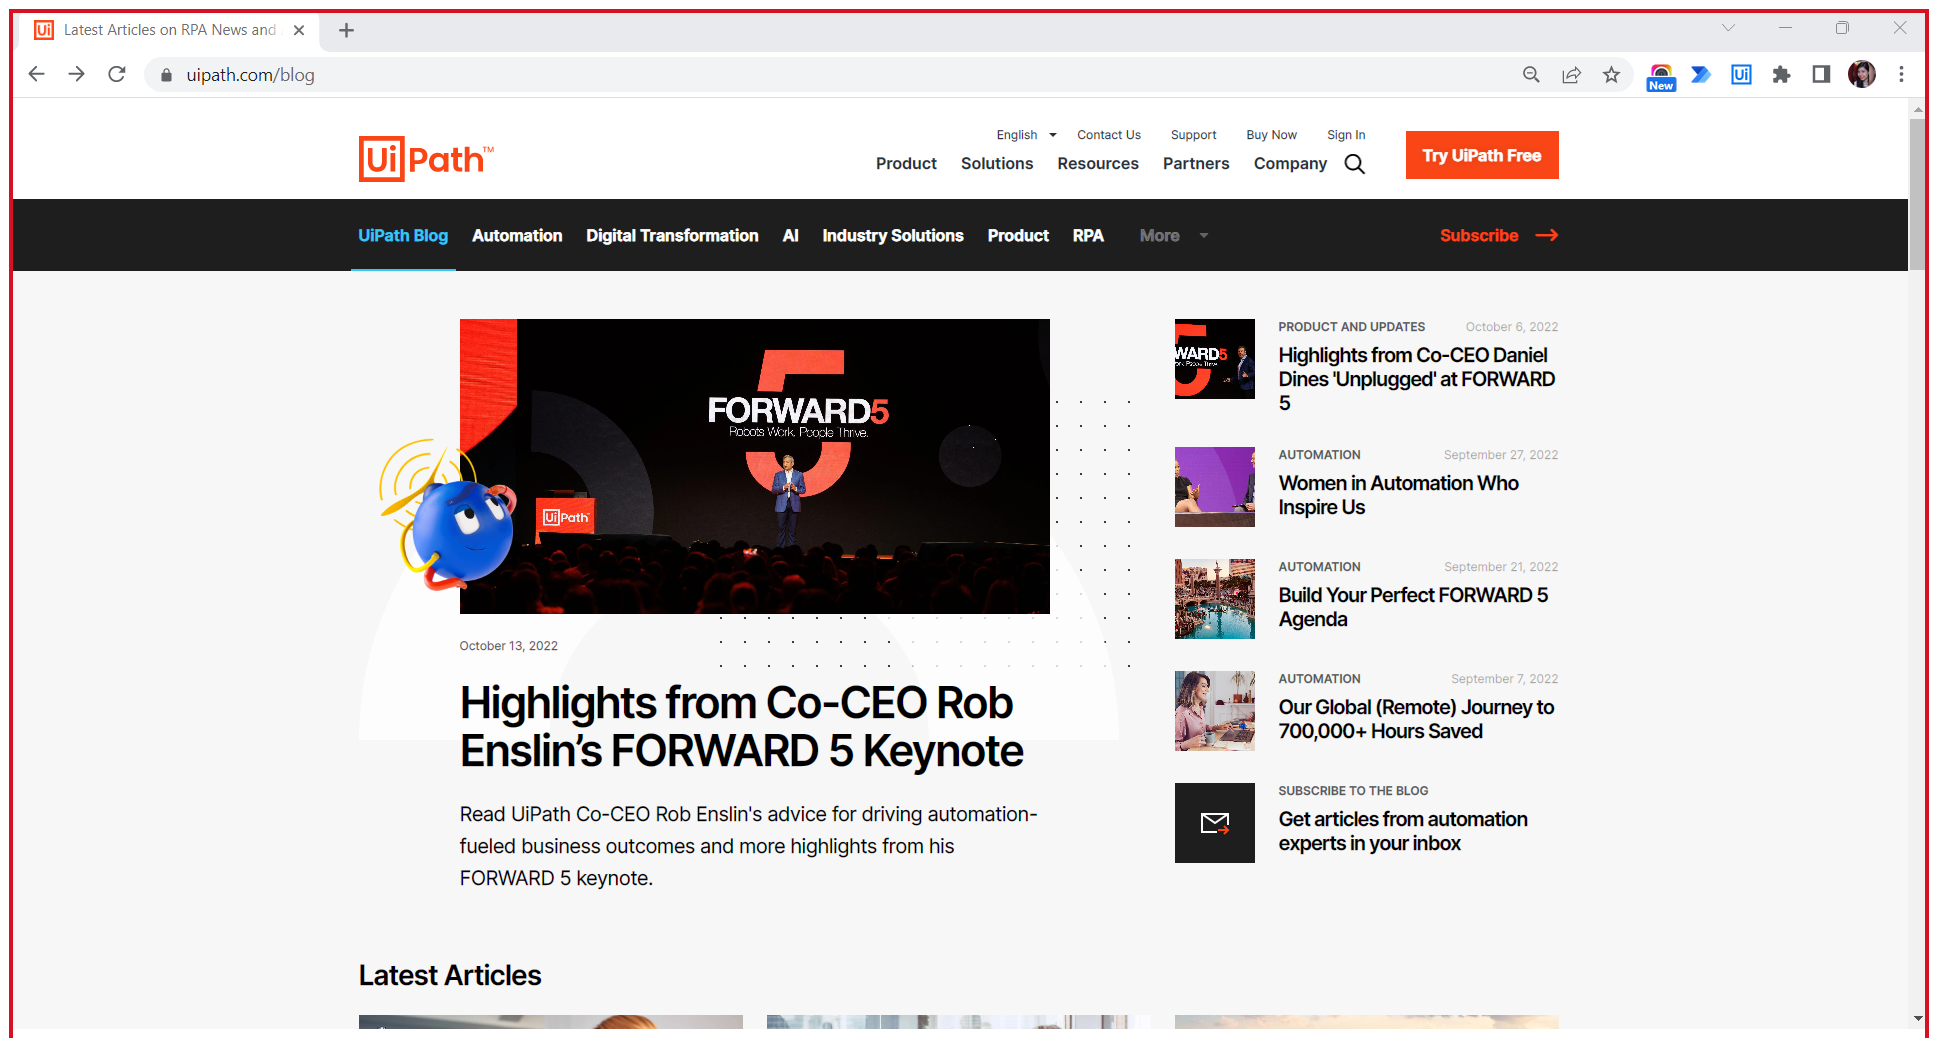 Ui Latest Articles on RPA News and
uipath.com/blog
New
Ui
UiPath™
English Contact Us Support Buy Now Sign In
Product Solutions Resources Partners Company
Try UiPath Free
UiPath Blog Automation Digital Transformation AI Industry Solutions Product RPA More Subscribe
FORWARD5
Robots Work. People Thrive.
UiPath
October 13, 2022
Highlights from Co-CEO Rob
Enslin’s FORWARD 5 Keynote
Read UiPath Co-CEO Rob Enslin's advice for driving automation-
fueled business outcomes and more highlights from his
FORWARD 5 keynote.
WARD5
PRODUCT AND UPDATES October 6, 2022
Highlights from Co-CEO Daniel
Dines 'Unplugged' at FORWARD
5
AUTOMATION September 27, 2022
Women in Automation Who
Inspire Us
AUTOMATION September 21, 2022
Build Your Perfect FORWARD 5
Agenda
AUTOMATION September 7, 2022
Our Global (Remote) Journey to
700,000+ Hours Saved
SUBSCRIBE TO THE BLOG
Get articles from automation
experts in your inbox
Latest Articles